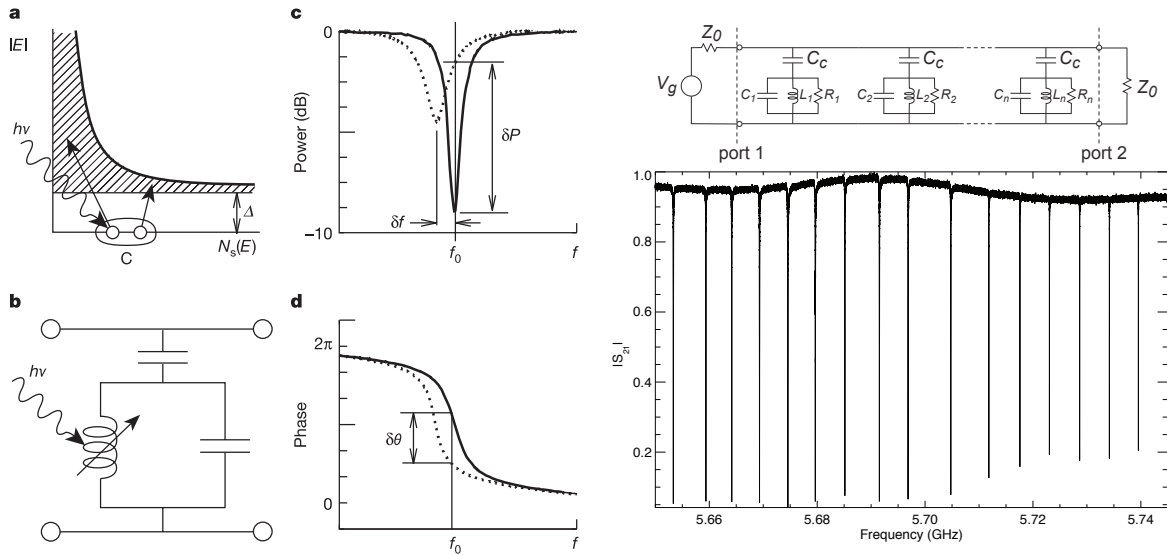 a
|E|
hν
Δ
N_s(E)
C
b
hν
c
0
Power (dB)
–10
δP
δf
f_0
f
d
2π
Phase
0
δθ
f_0
f
Z_0
V_g
C_c
C_c
C_c
C_1
L_1
R_1
C_2
L_2
R_2
C_n
L_n
R_n
Z_0
port 1
port 2
1.0
0.8
0.6
0.4
0.2
|S_21|
5.66
5.68
5.70
5.72
5.74
Frequency (GHz)